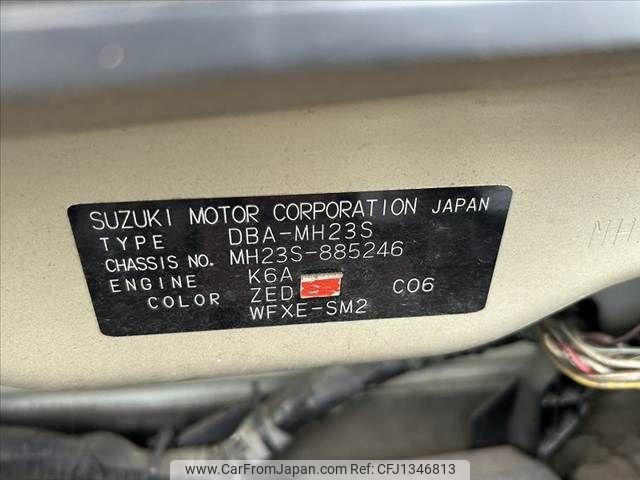 SUZUKI MOTOR CORPORATION JAPAN
TYPE DBA-MH23S
CHASSIS NO. MH23S-885246
ENGINE K6A
COLOR ZED C06
WFXE-SM2
MH
www.CarFromJapan.com - CFJ1346813